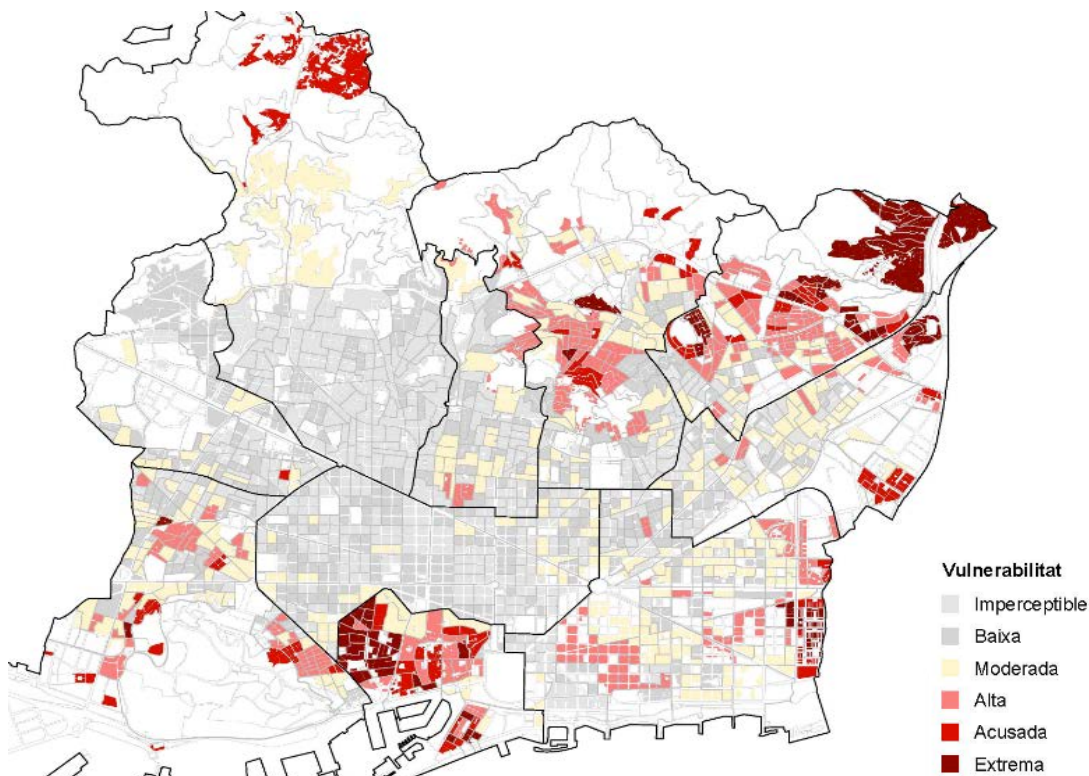 Vulnerabilitat
Imperceptible
Baixa
Moderada
Alta
Acusada
Extrema